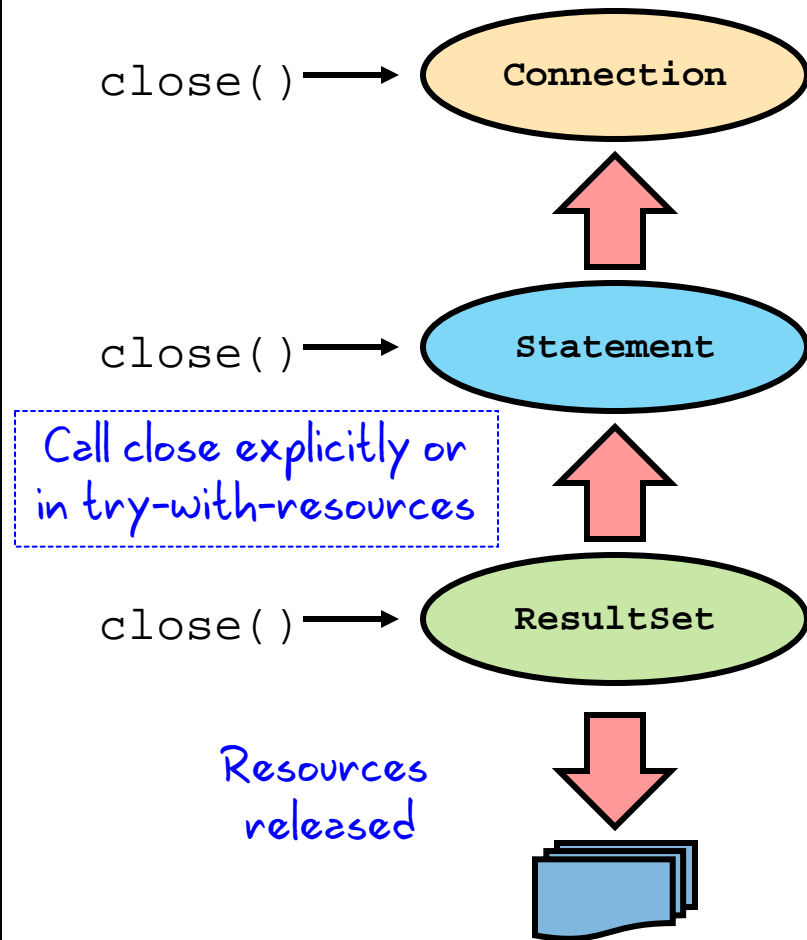 close()
Connection
close()
Statement
Call close explicitly or
in try-with-resources
close()
ResultSet
Resources
released